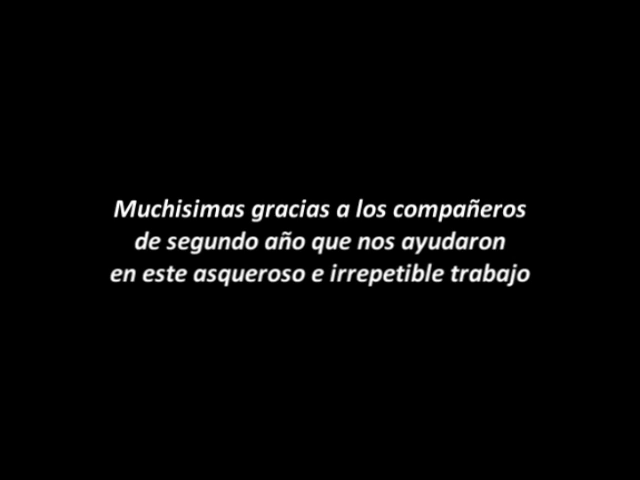 Muchisimas gracias a los compañeros
de segundo año que nos ayudaron
en este asqueroso e irrepetible trabajo